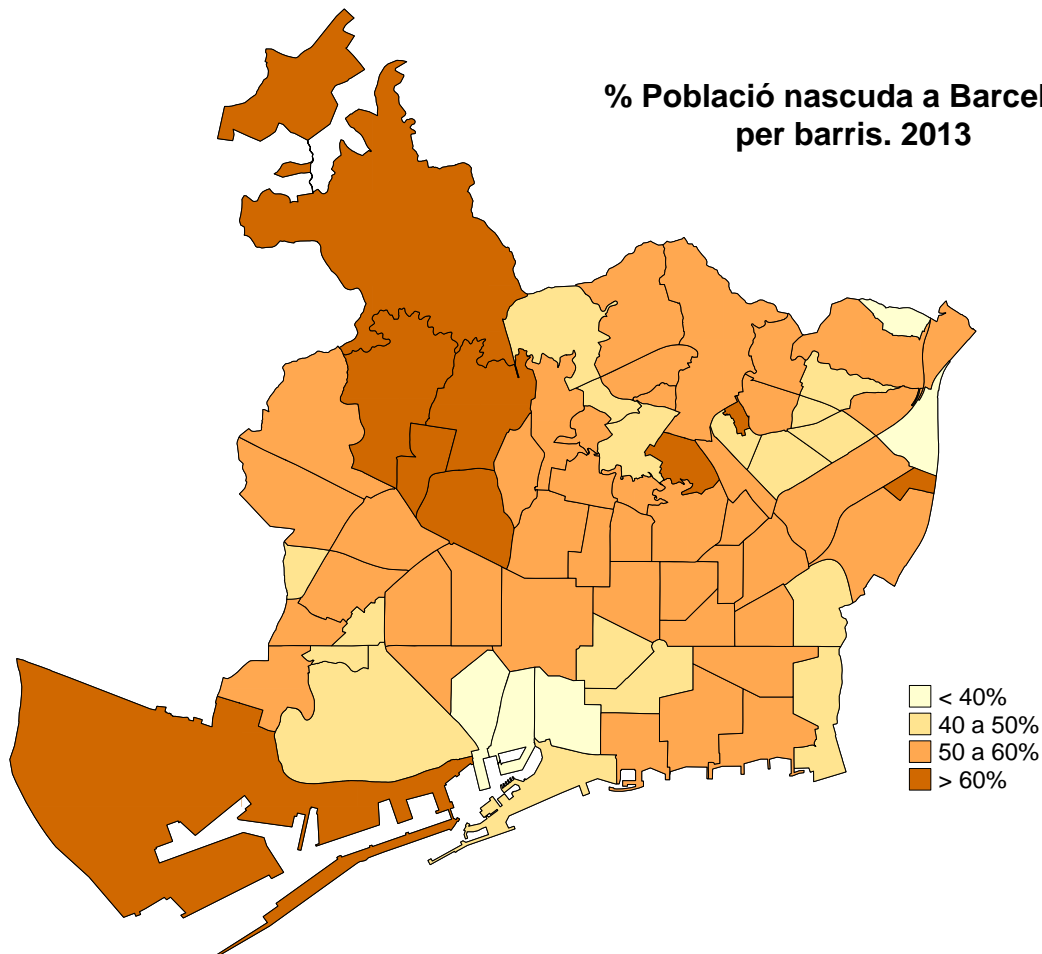 % Població nascuda a Barcel
per barris. 2013
< 40%
40 a 50%
50 a 60%
> 60%